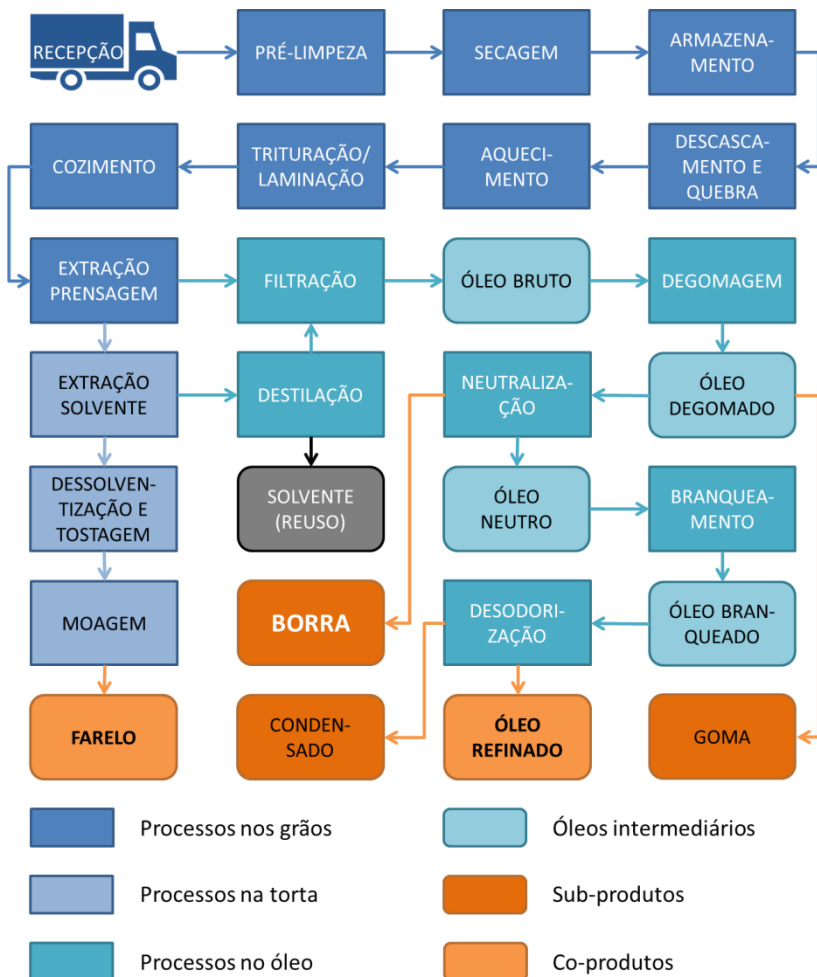 RECEPÇÃO
PRÉ-LIMPEZA
SECAGEM
ARMAZENA-
MENTO
COZIMENTO
TRITURAÇÃO/
LAMINAÇÃO
AQUECI-
MENTO
DESCASCA-
MENTO E
QUEBRA
EXTRAÇÃO
PRENSAGEM
FILTRAÇÃO
ÓLEO BRUTO
DEGOMAGEM
EXTRAÇÃO
SOLVENTE
DESTILAÇÃO
NEUTRALIZA-
ÇÃO
ÓLEO
DEGOMADO
DESSOLVEN-
TIZAÇÃO E
TOSTAGEM
SOLVENTE
(REUSO)
ÓLEO
NEUTRO
BRANQUEA-
MENTO
MOAGEM
BORRA
DESODORI-
ZAÇÃO
ÓLEO BRAN-
QUEADO
FARELO
CONDEN-
SADO
ÓLEO
REFINADO
GOMA
Processos nos grãos
Óleos intermediários
Processos na torta
Sub-produtos
Processos no óleo
Co-produtos